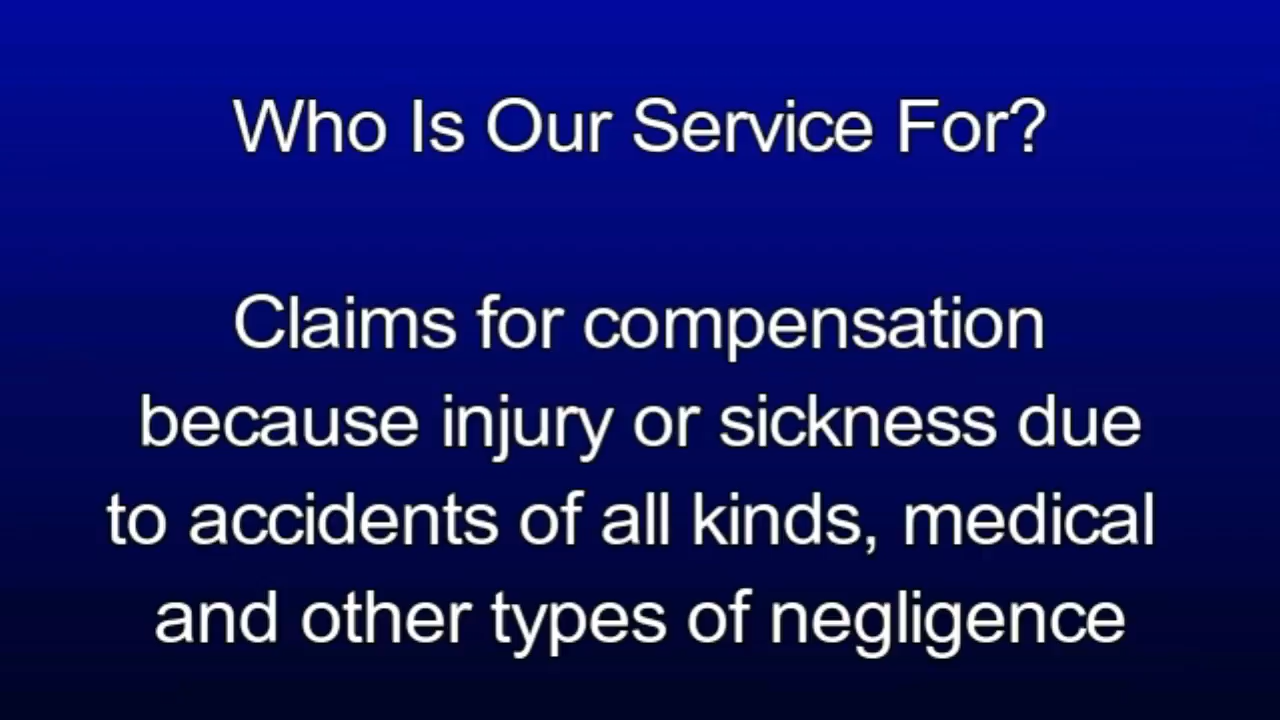 Who Is Our Service For?
Claims for compensation
because injury or sickness due
to accidents of all kinds, medical
and other types of negligence